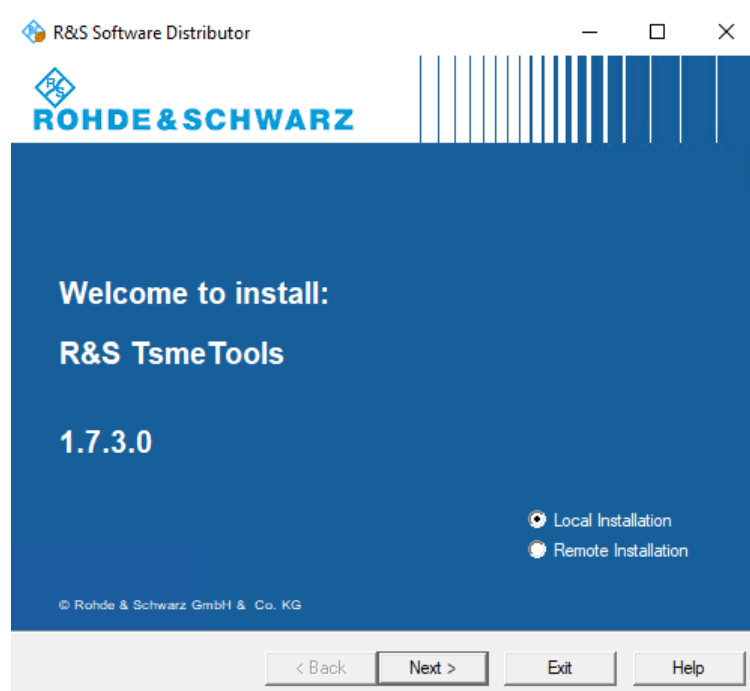 R&S Software Distributor
R&S
ROHDE&SCHWARZ
Welcome to install:
R&S TsmeTools
1.7.3.0
Local Installation
Remote Installation
© Rohde & Schwarz GmbH & Co. KG
< Back
Next >
Exit
Help